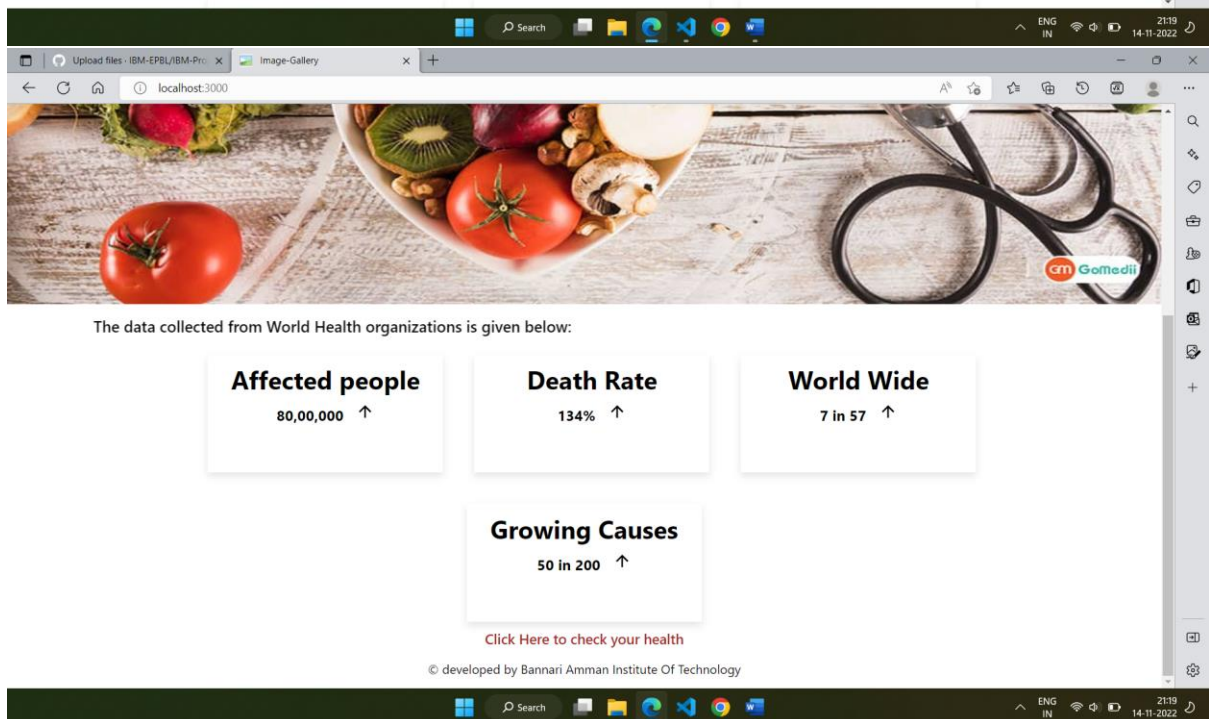 Search
ENG
IN
21:19
14-11-2022
Upload files · IBM-EPBL/IBM-Pro
Image-Gallery
localhost:3000
GM GoMedii
The data collected from World Health organizations is given below:
Affected people
80,00,000
Death Rate
134%
World Wide
7 in 57
Growing Causes
50 in 200
Click Here to check your health
© developed by Bannari Amman Institute Of Technology
Search
ENG
IN
21:19
14-11-2022